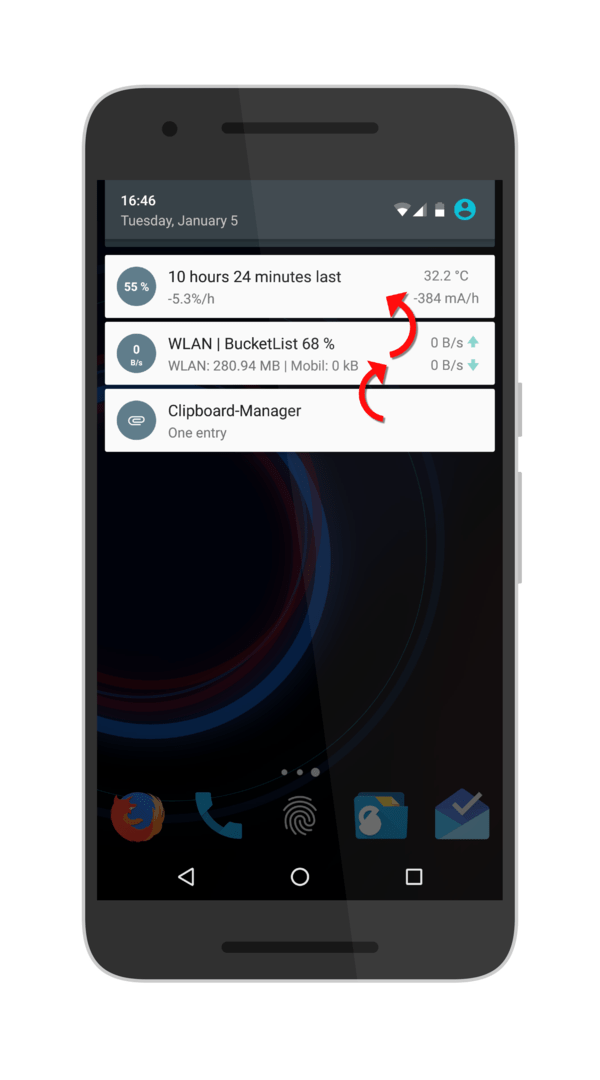 16:46
Tuesday, January 5
55 %
10 hours 24 minutes last
32.2 °C
-5.3%/h
-384 mA/h
0
B/s
WLAN | BucketList 68 %
0 B/s
WLAN: 280.94 MB | Mobil: 0 kB
0 B/s
Clipboard-Manager
One entry